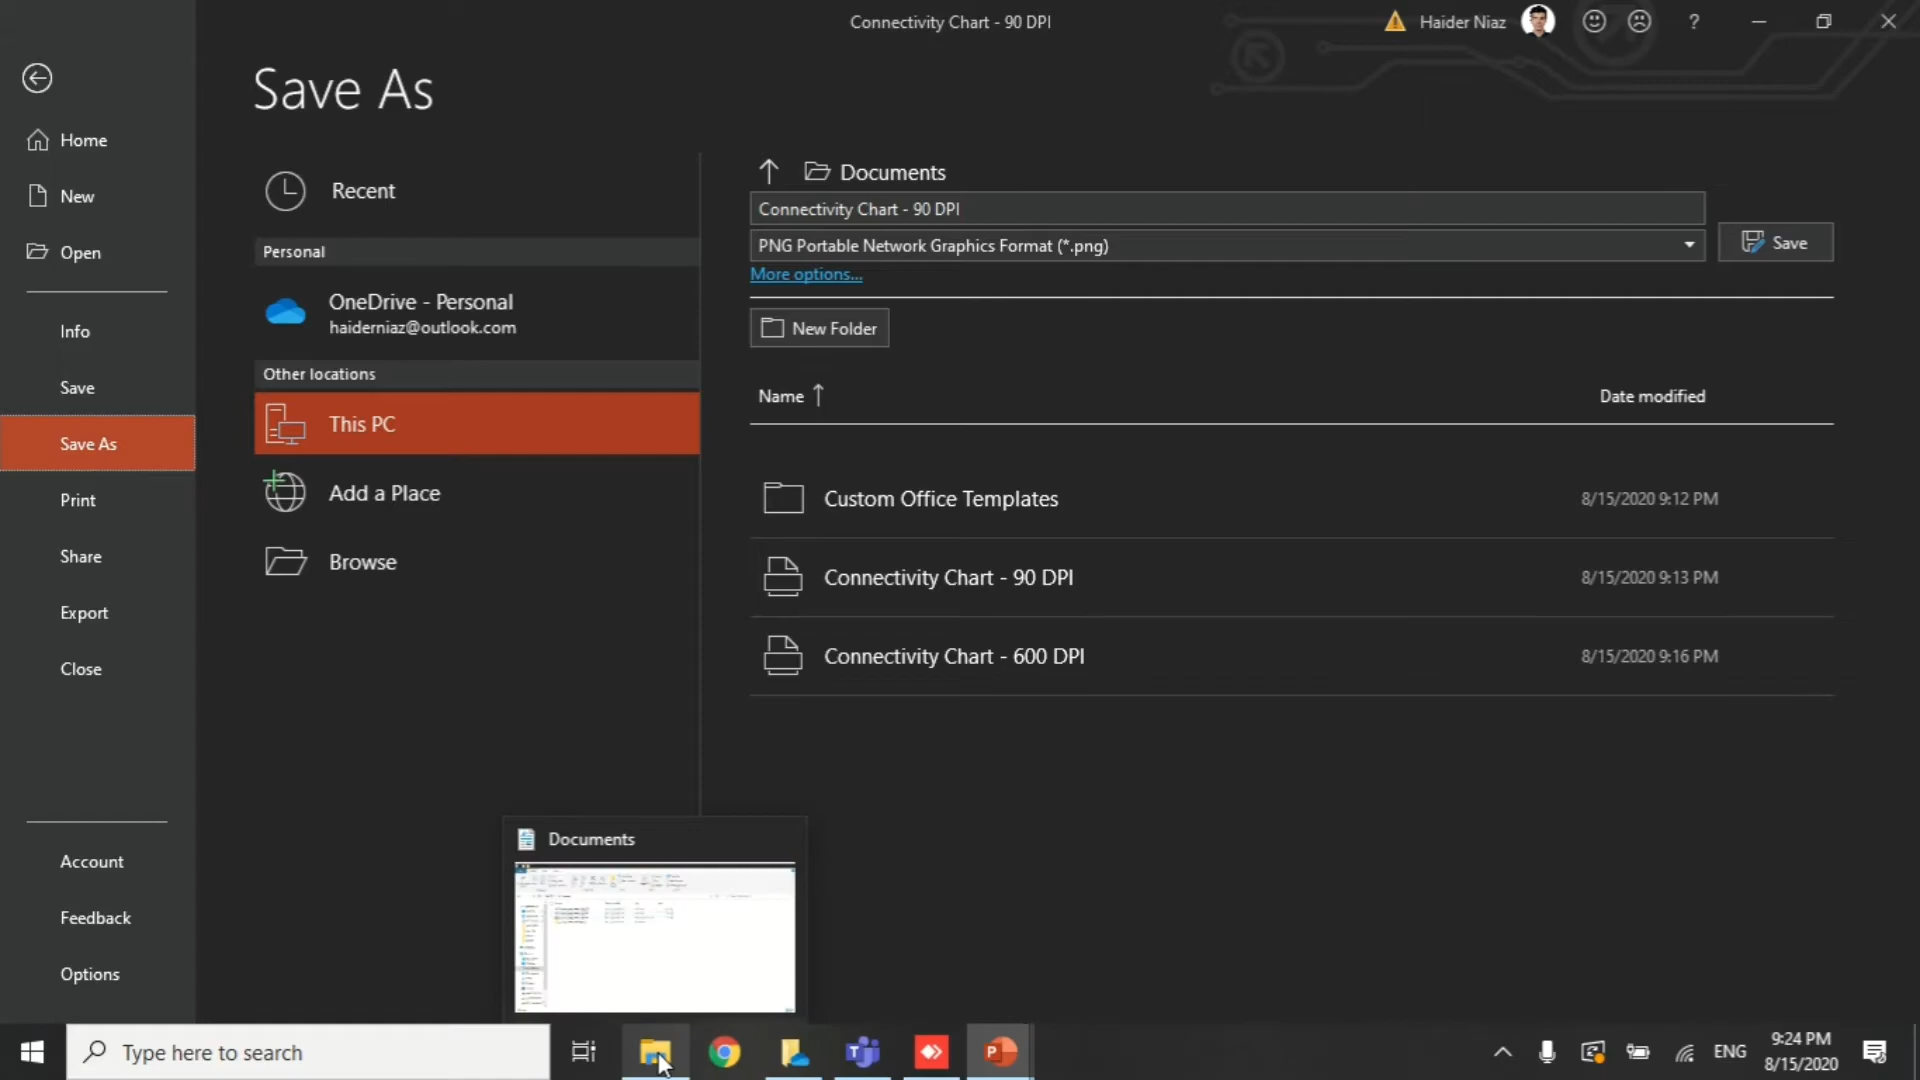 Connectivity Chart - 90 DPI
Haider Niaz
?
Save As
Home
New
Open
Info
Save
Save As
Print
Share
Export
Close
Account
Feedback
Options
Recent
Personal
OneDrive - Personal
haiderniaz@outlook.com
Other locations
This PC
Add a Place
Browse
Documents
Connectivity Chart - 90 DPI
PNG Portable Network Graphics Format (*.png)
Save
More options...
New Folder
Name
Date modified
Custom Office Templates 8/15/2020 9:12 PM
Connectivity Chart - 90 DPI 8/15/2020 9:13 PM
Connectivity Chart - 600 DPI 8/15/2020 9:16 PM
Documents
Type here to search
ENG
9:24 PM
8/15/2020